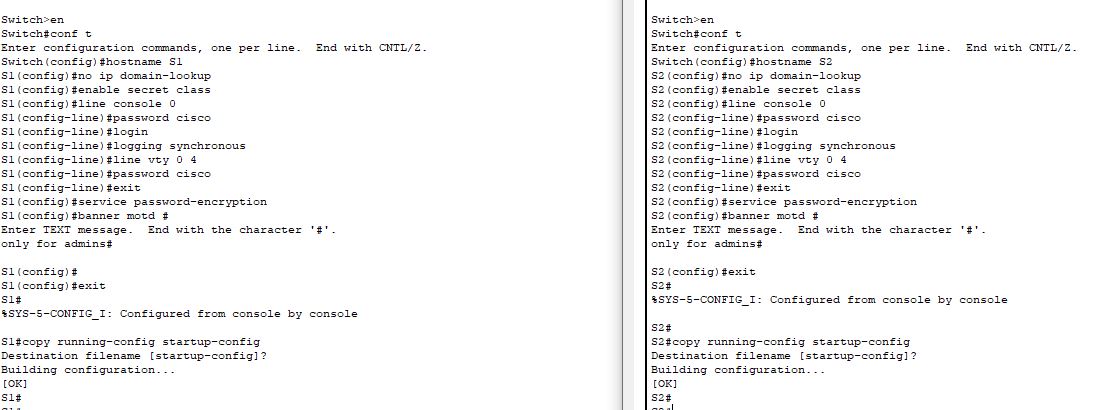 Switch>en
Switch#conf t
Enter configuration commands, one per line.  End with CNTL/Z.
Switch(config)#hostname S1
S1(config)#no ip domain-lookup
S1(config)#enable secret class
S1(config)#line console 0
S1(config-line)#password cisco
S1(config-line)#login
S1(config-line)#logging synchronous
S1(config-line)#line vty 0 4
S1(config-line)#password cisco
S1(config-line)#exit
S1(config)#service password-encryption
S1(config)#banner motd #
Enter TEXT message.  End with the character '#'.
only for admins#
S1(config)#
S1(config)#exit
S1#
%SYS-5-CONFIG_I: Configured from console by console
S1#copy running-config startup-config
Destination filename [startup-config]?
Building configuration...
[OK]
S1#
S1#
Switch>en
Switch#conf t
Enter configuration commands, one per line.  End with CNTL/Z.
Switch(config)#hostname S2
S2(config)#no ip domain-lookup
S2(config)#enable secret class
S2(config)#line console 0
S2(config-line)#password cisco
S2(config-line)#login
S2(config-line)#logging synchronous
S2(config-line)#line vty 0 4
S2(config-line)#password cisco
S2(config-line)#exit
S2(config)#service password-encryption
S2(config)#banner motd #
Enter TEXT message.  End with the character '#'.
only for admins#
S2(config)#exit
S2#
%SYS-5-CONFIG_I: Configured from console by console
S2#
S2#copy running-config startup-config
Destination filename [startup-config]?
Building configuration...
[OK]
S2#
S2#